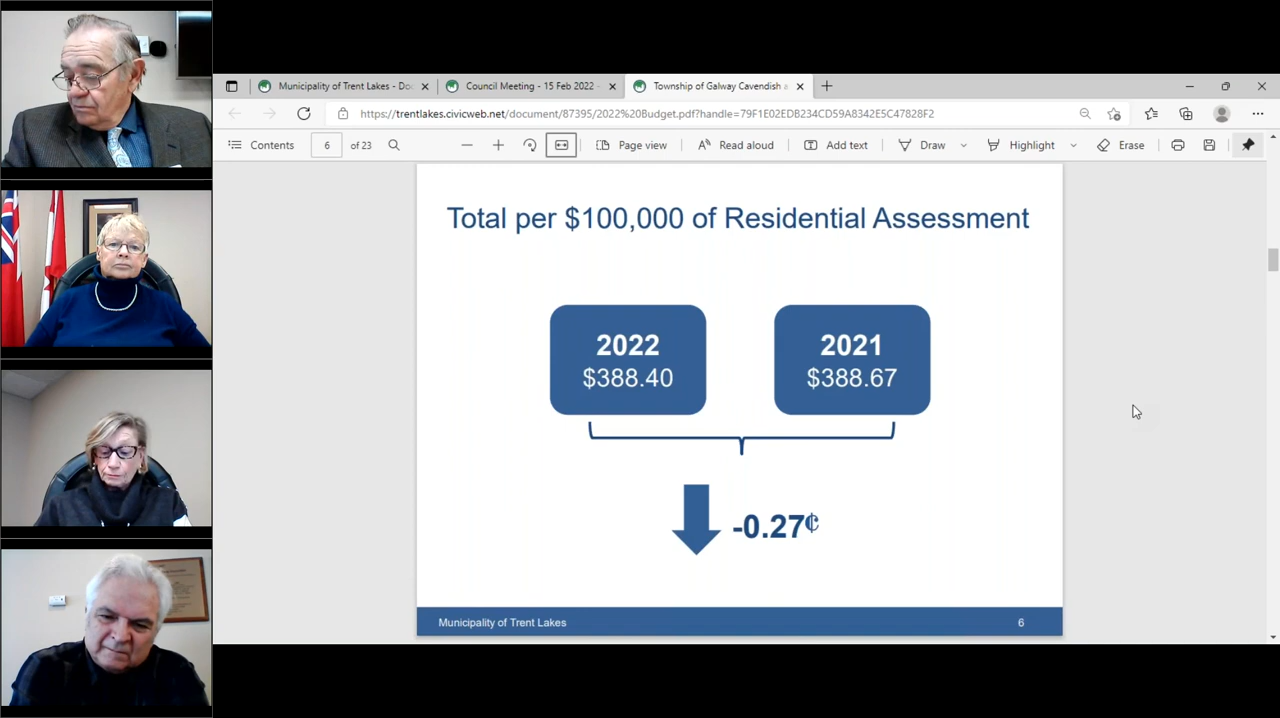 Municipality of Trent Lakes - Doc
Council Meeting - 15 Feb 2022 -
Township of Galway Cavendish a
https://trentlakes.civicweb.net/document/87395/2022%20Budget.pdf?handle=79F1E02EDB234CD59A8342E5C47828F2
Contents 6 of 23 Page view Read aloud Add text Draw Highlight Erase
Total per $100,000 of Residential Assessment
2022
$388.40
2021
$388.67
-0.27¢
Municipality of Trent Lakes 6